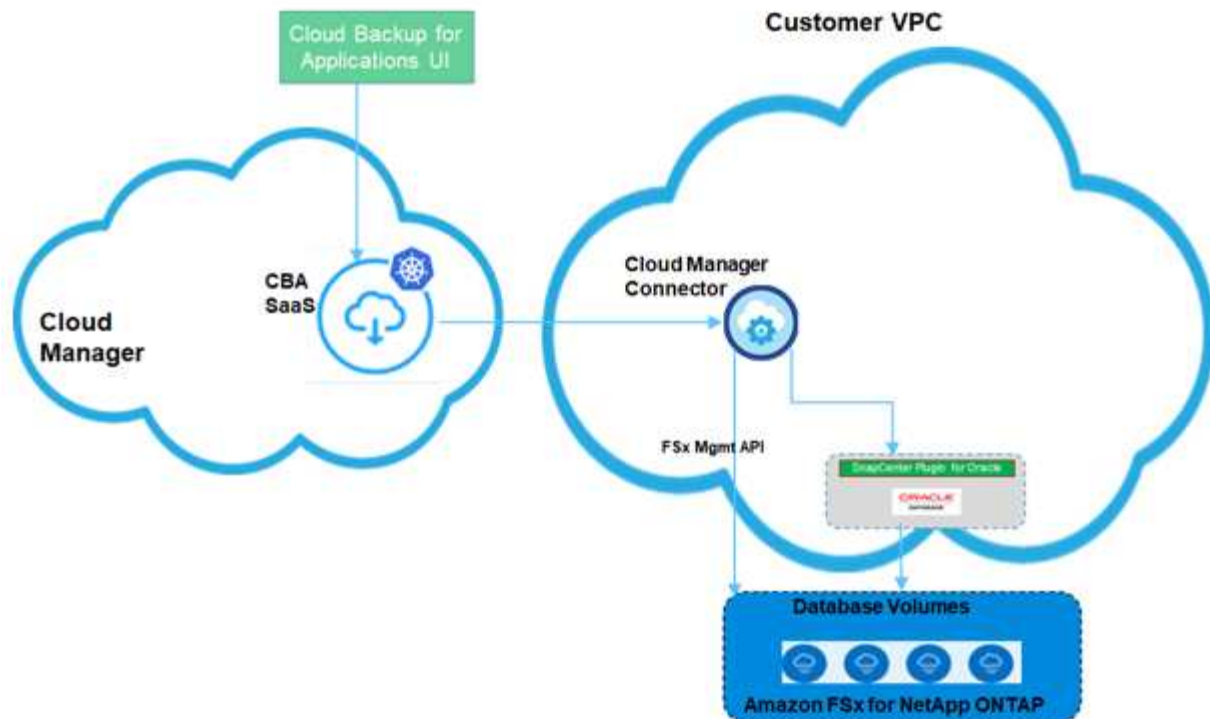 Cloud Backup for
Applications UI
Customer VPC
CBA
SaaS
Cloud
Manager
Cloud Manager
Connector
FSx Mgmt API
SnapCenter Plugin for Oracle
ORACLE
DATABASE
Database Volumes
Amazon FSx for NetApp ONTAP